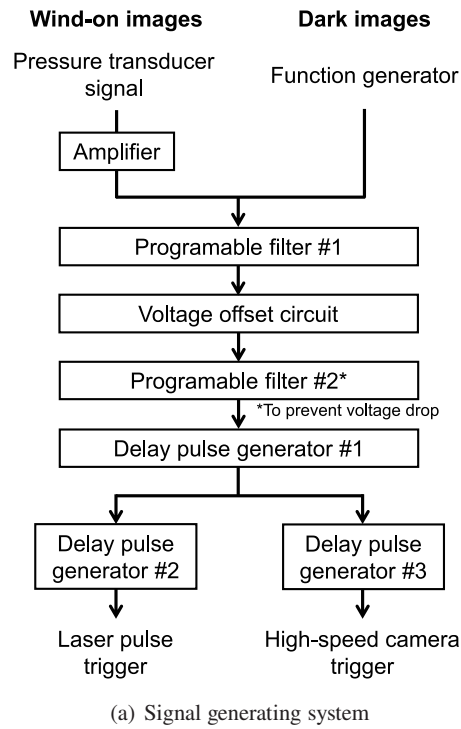 Wind-on images
Dark images
Pressure transducer
signal
Function generator
Amplifier
Programable filter #1
Voltage offset circuit
Programable filter #2*
*To prevent voltage drop
Delay pulse generator #1
Delay pulse
generator #2
Delay pulse
generator #3
Laser pulse
trigger
High-speed camera
trigger
(a) Signal generating system